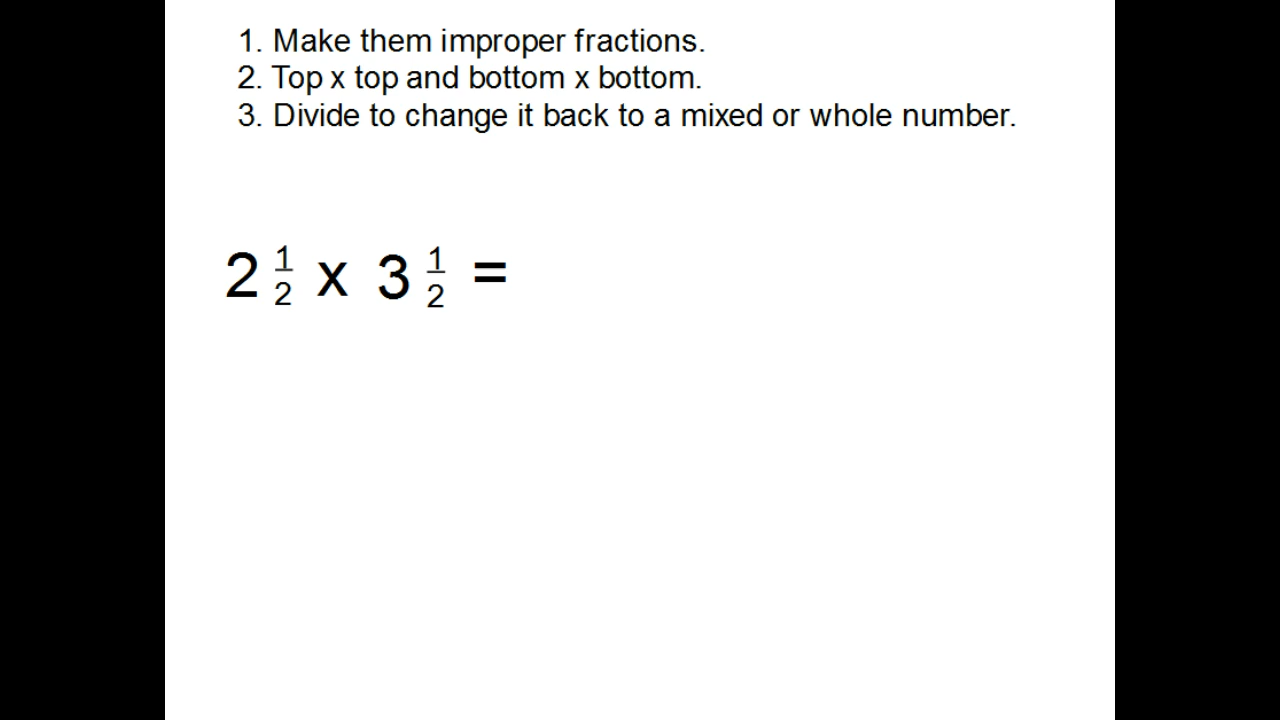 1. Make them improper fractions.
2. Top x top and bottom x bottom.
3. Divide to change it back to a mixed or whole number.
2 1/2 x 3 1/2 =